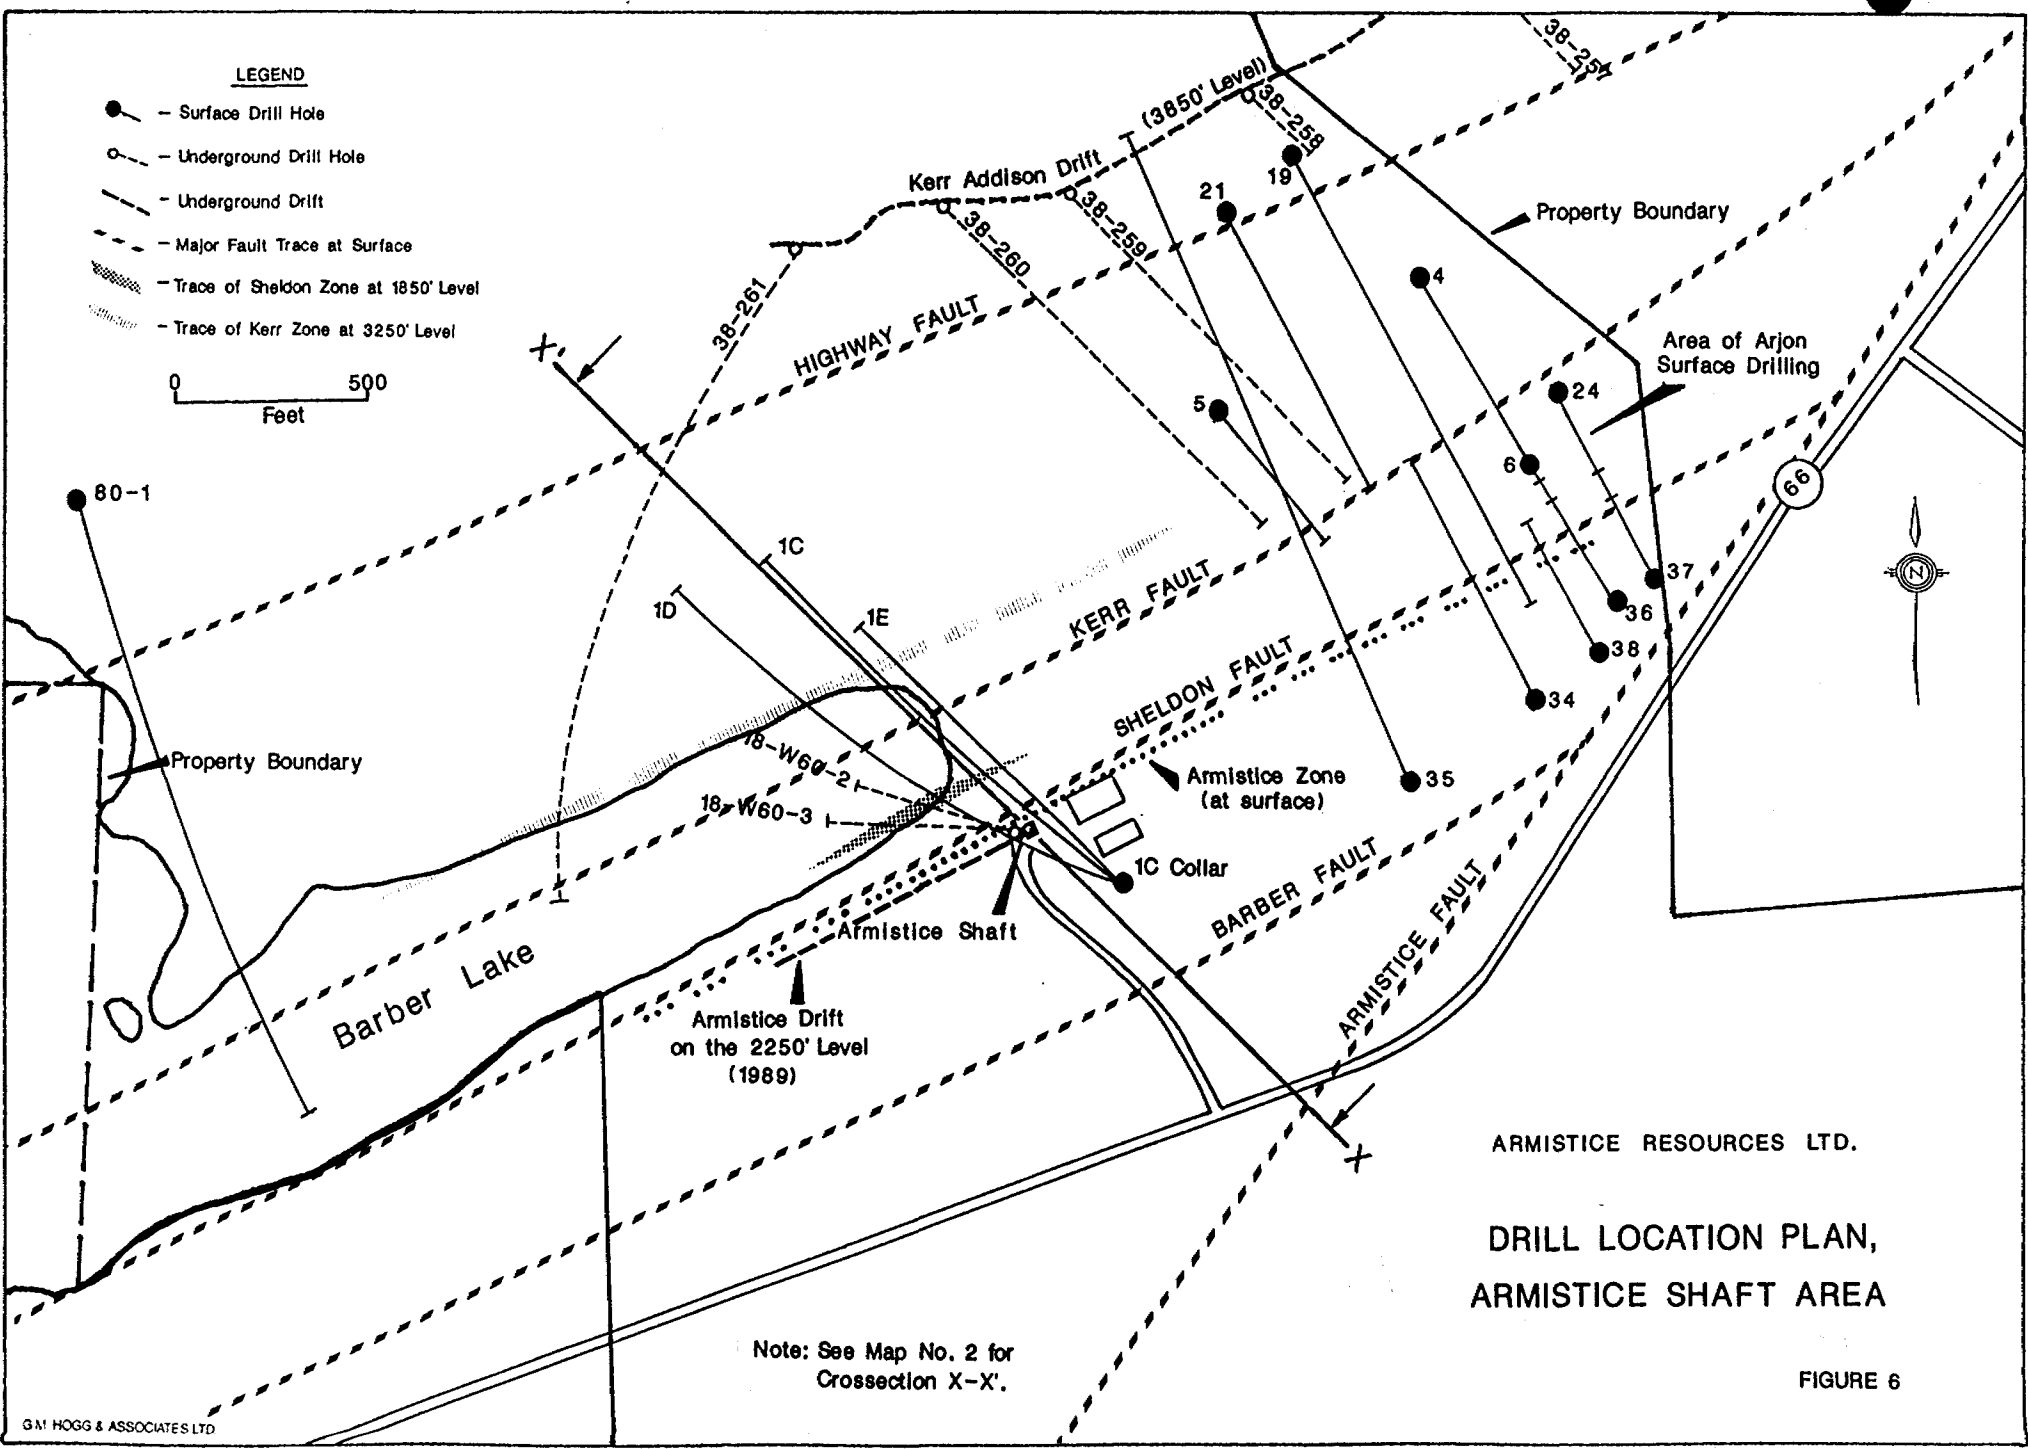 LEGEND
– Surface Drill Hole
– Underground Drill Hole
– Underground Drift
– Major Fault Trace at Surface
– Trace of Sheldon Zone at 1850' Level
– Trace of Kerr Zone at 3250' Level
0 500
Feet
38-257
(3850' Level)
38-258
Kerr Addison Drift
19
21
38-259
38-260
Property Boundary
4
38-261
HIGHWAY FAULT
X'
Area of Arjon
Surface Drilling
24
5
6
66
80-1
1C
1D
1E
KERR FAULT
N
37
36
38
SHELDON FAULT
34
18-W60-2
Property Boundary
18-W60-3
Armistice Zone
(at surface)
35
1C Collar
BARBER FAULT
ARMISTICE FAULT
Armistice Shaft
Barber Lake
Armistice Drift
on the 2250' Level
(1989)
X
ARMISTICE RESOURCES LTD.
DRILL LOCATION PLAN,
ARMISTICE SHAFT AREA
Note: See Map No. 2 for
Crossection X-X'.
FIGURE 6
G.M. HOGG & ASSOCIATES LTD